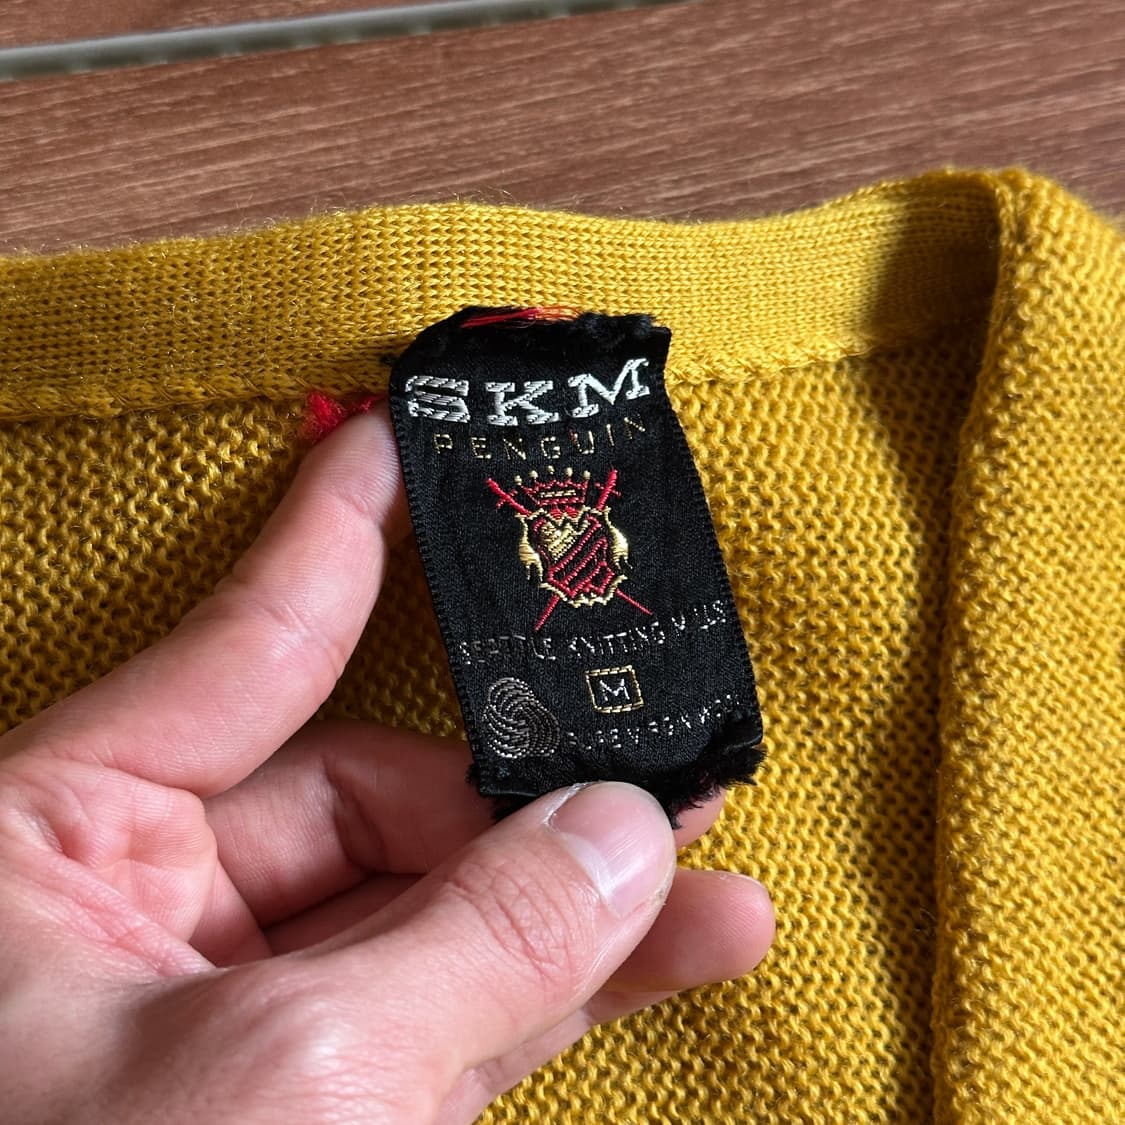 SKM
PENGUIN
SEATTLE KNITTING MILLS
M
PURE VIRGIN WOOL